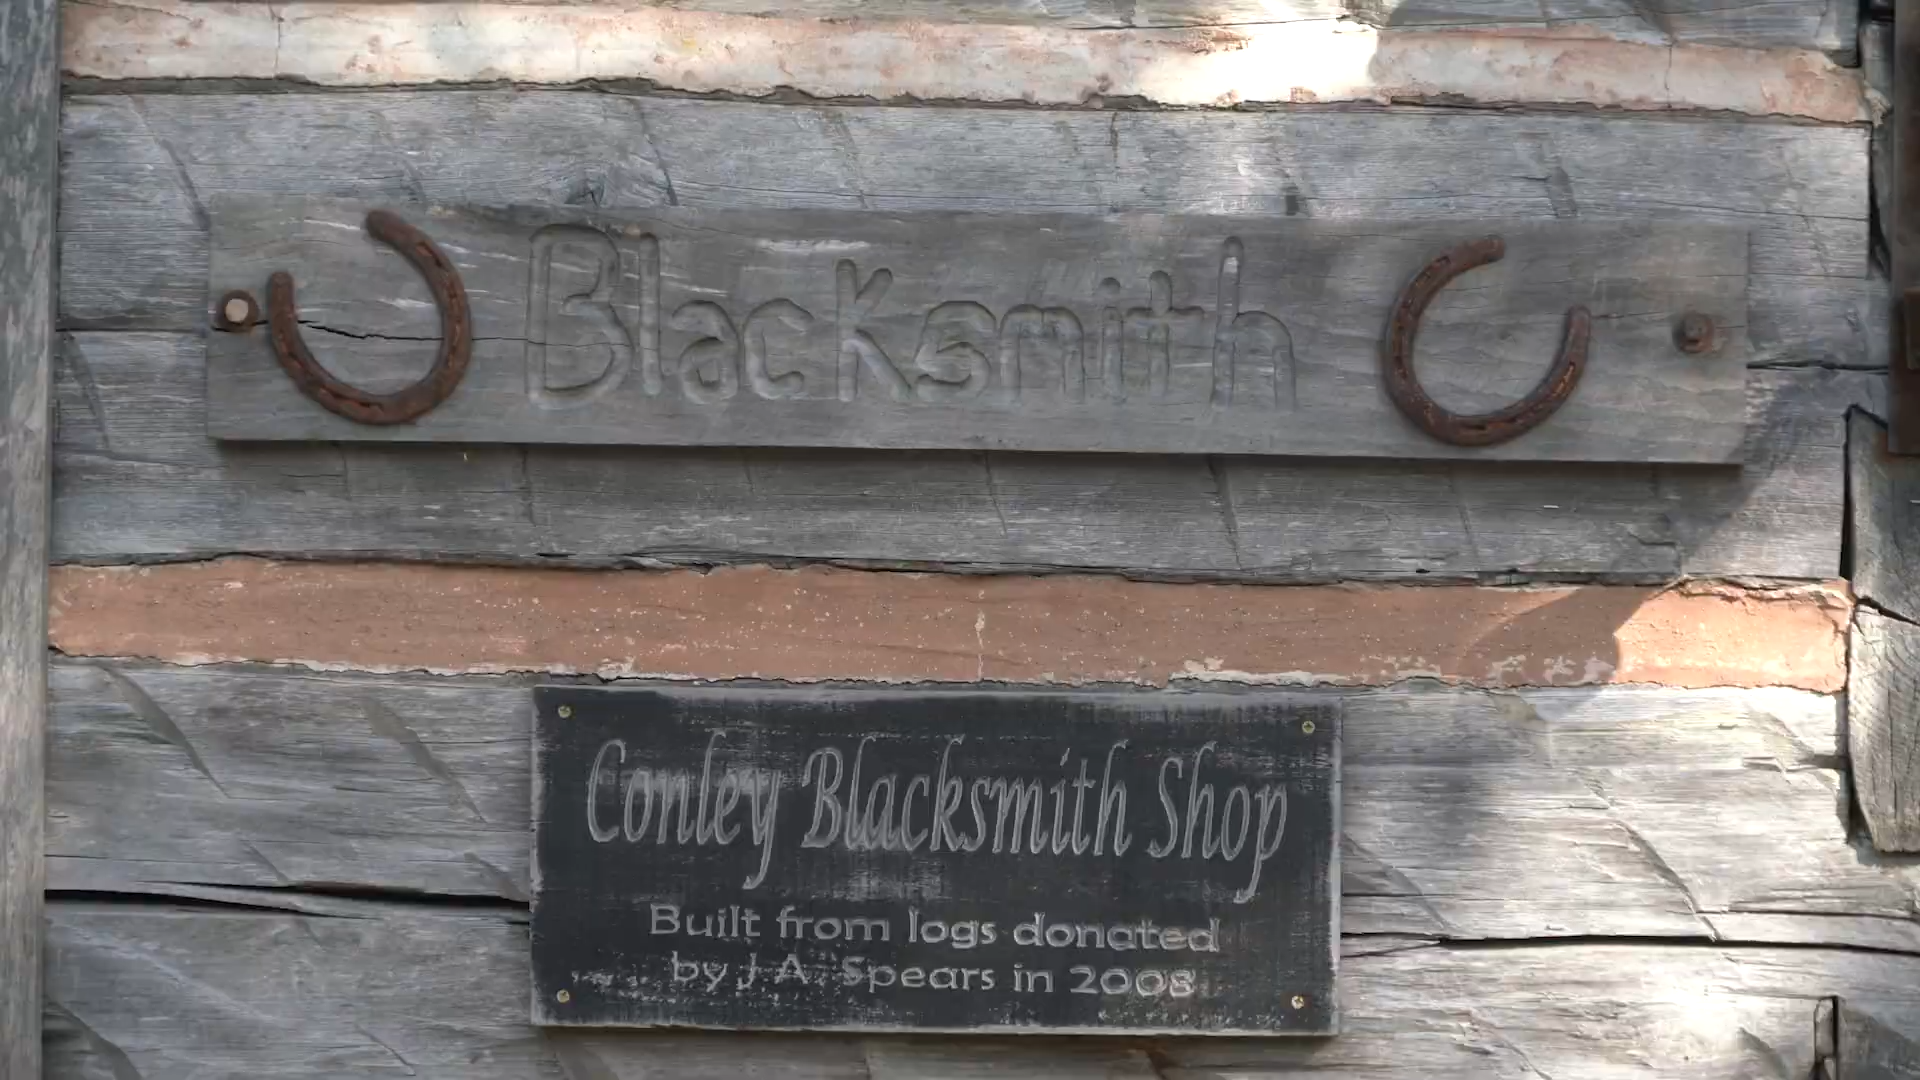 Blacksmith
Conley Blacksmith Shop
Built from logs donated
by J.A. Spears in 2008